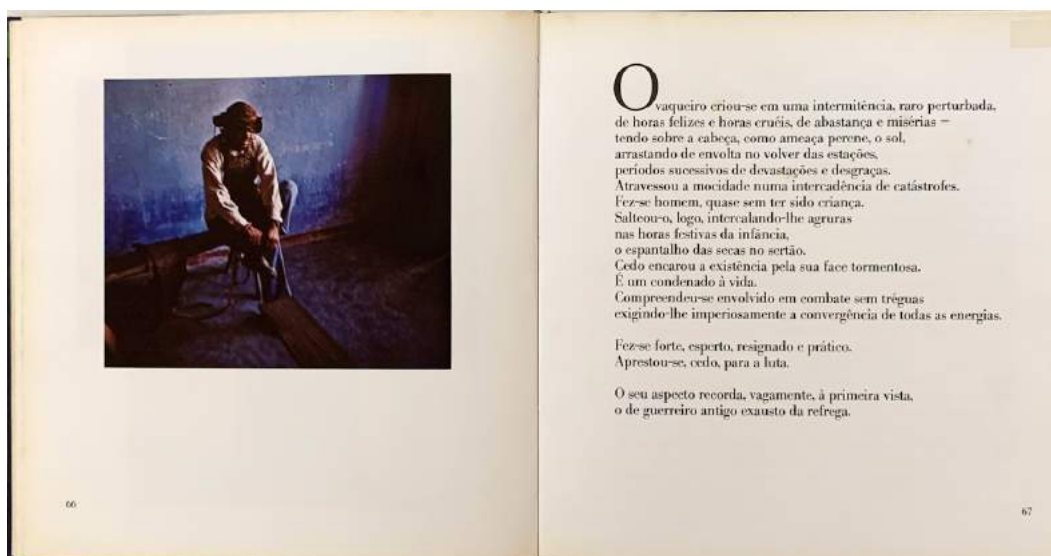 O vaqueiro criou-se em uma intermitência, raro perturbada,
de horas felizes e horas cruéis, de abastança e misérias —
tendo sobre a cabeça, como ameaça perene, o sol,
arrastando de envolta no volver das estações,
períodos sucessivos de devastações e desgraças.
Atravessou a mocidade numa intercadência de catástrofes.
Fez-se homem, quase sem ter sido criança.
Salteou-o, logo, intercalando-lhe agruras
nas horas festivas da infância,
o espantalho das secas no sertão.
Cedo encarou a existência pela sua face tormentosa.
É um condenado à vida.
Compreendeu-se envolvido em combate sem tréguas
exigindo-lhe imperiosamente a convergência de todas as energias.
Fez-se forte, esperto, resignado e prático.
Aprestou-se, cedo, para a luta.
O seu aspecto recorda, vagamente, à primeira vista,
o de guerreiro antigo exausto da refrega.
66
67